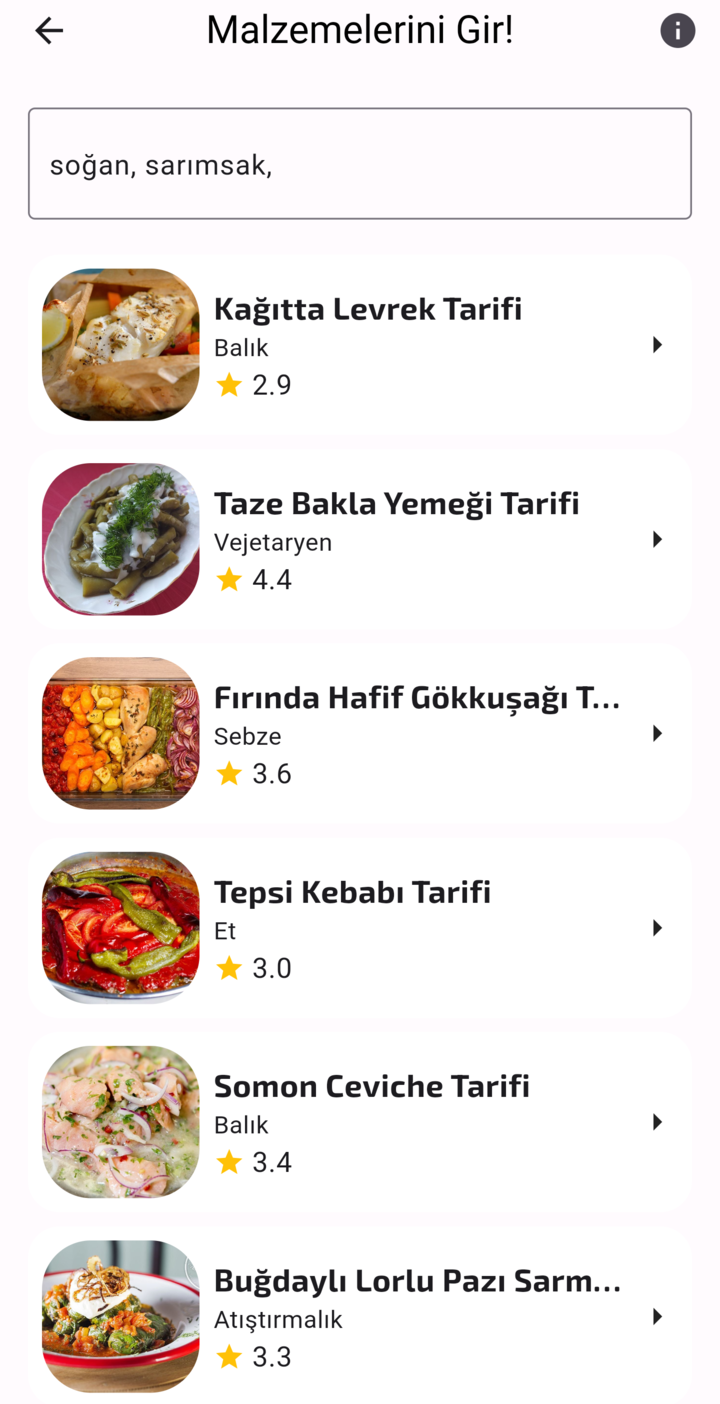 Malzemelerini Gir!
soğan, sarımsak,
Kağıtta Levrek Tarifi
Balık
2.9
Taze Bakla Yemeği Tarifi
Vejetaryen
4.4
Fırında Hafif Gökkuşağı T...
Sebze
3.6
Tepsi Kebabı Tarifi
Et
3.0
Somon Ceviche Tarifi
Balık
3.4
Buğdaylı Lorlu Pazı Sarm...
Atıştırmalık
3.3